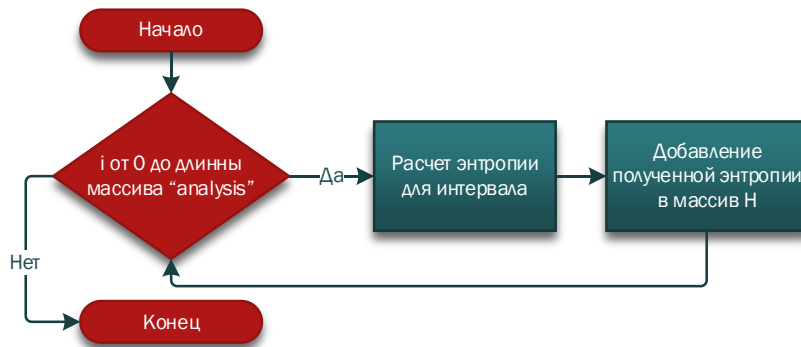 Начало
i от 0 до длинны
массива “analysis”
Да
Расчет энтропии
для интервала
Добавление
полученной энтропии
в массив H
Нет
Конец